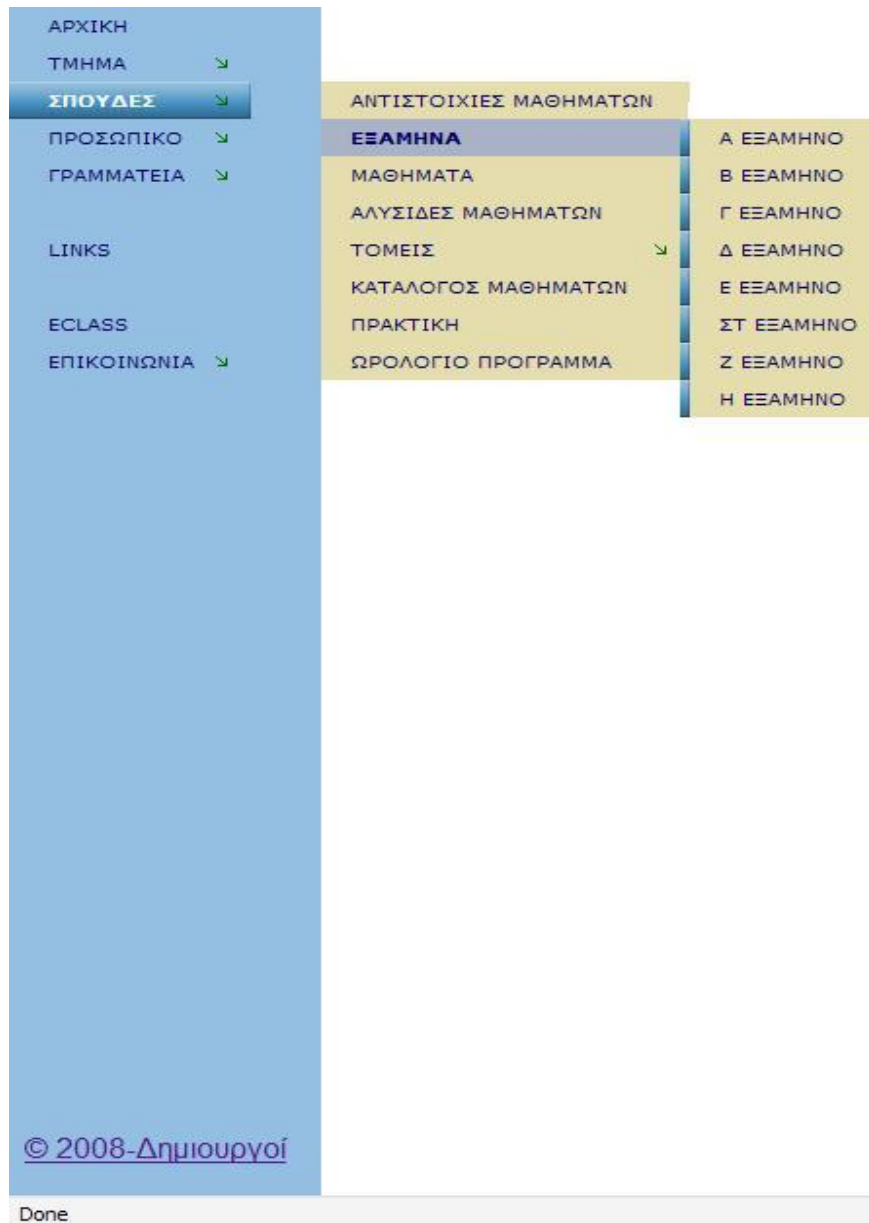 ΑΡΧΙΚΗ
ΤΜΗΜΑ
ΣΠΟΥΔΕΣ
ΠΡΟΣΩΠΙΚΟ
ΓΡΑΜΜΑΤΕΙΑ
LINKS
ECLASS
ΕΠΙΚΟΙΝΩΝΙΑ
ΑΝΤΙΣΤΟΙΧΙΕΣ ΜΑΘΗΜΑΤΩΝ
ΕΞΑΜΗΝΑ
ΜΑΘΗΜΑΤΑ
ΑΛΥΣΙΔΕΣ ΜΑΘΗΜΑΤΩΝ
ΤΟΜΕΙΣ
ΚΑΤΑΛΟΓΟΣ ΜΑΘΗΜΑΤΩΝ
ΠΡΑΚΤΙΚΗ
ΩΡΟΛΟΓΙΟ ΠΡΟΓΡΑΜΜΑ
Α ΕΞΑΜΗΝΟ
Β ΕΞΑΜΗΝΟ
Γ ΕΞΑΜΗΝΟ
Δ ΕΞΑΜΗΝΟ
Ε ΕΞΑΜΗΝΟ
ΣΤ ΕΞΑΜΗΝΟ
Ζ ΕΞΑΜΗΝΟ
Η ΕΞΑΜΗΝΟ
© 2008-Δημιουργοί
Done